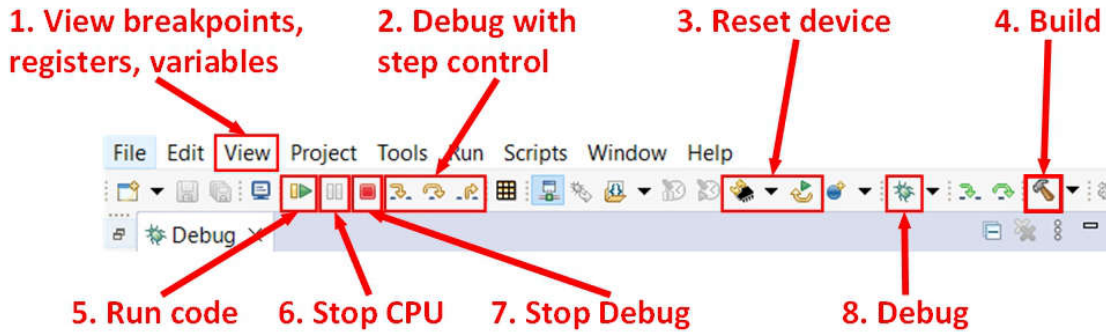 1. View breakpoints,
registers, variables
2. Debug with
step control
3. Reset device
4. Build
File Edit View Project Tools Run Scripts Window Help
Debug
5. Run code
6. Stop CPU
7. Stop Debug
8. Debug